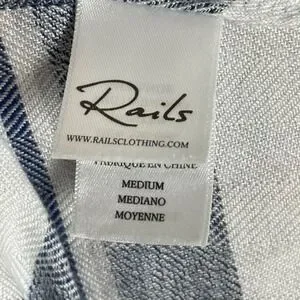 Rails
WWW.RAILSCLOTHING.COM
FABRIQUE EN CHINE
MEDIUM
MEDIANO
MOYENNE